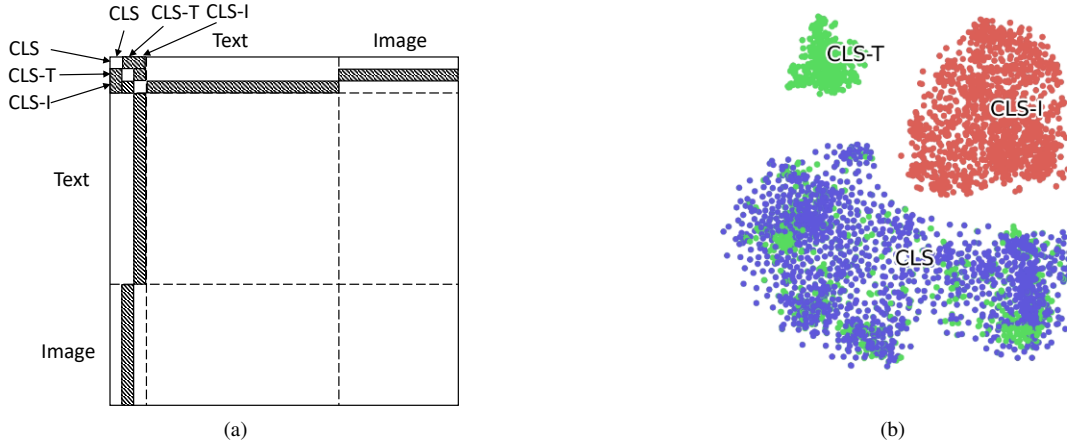 CLS CLS-T CLS-I
CLS
CLS-T
CLS-I
Text Image
Text
Image
(a)
CLS-T
CLS-I
CLS
(b)